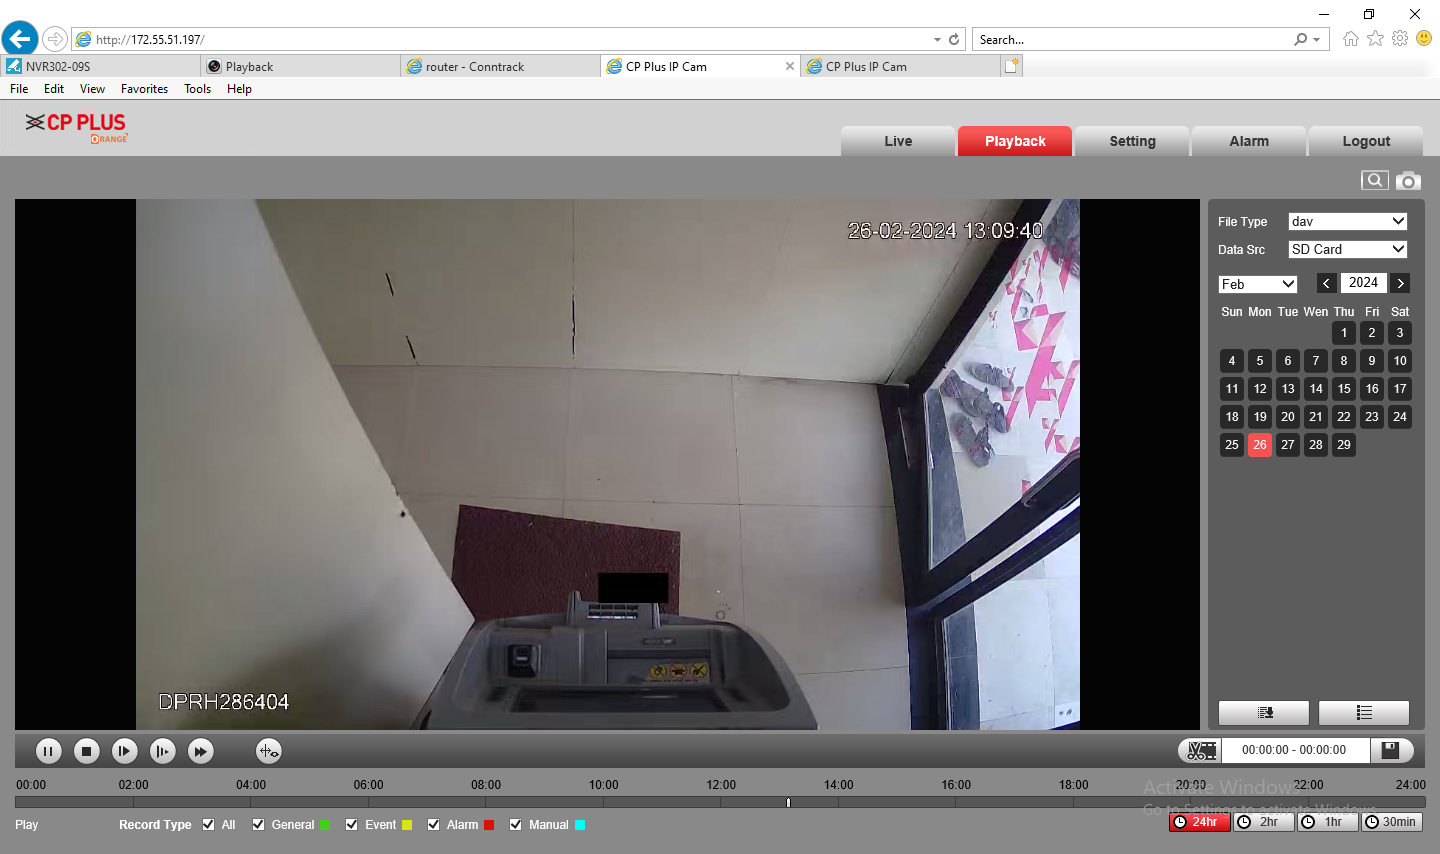 http://172.55.51.197/
Search...
NVR302-09S
Playback
router - Conntrack
CP Plus IP Cam
CP Plus IP Cam
File Edit View Favorites Tools Help
CP PLUS
ORANGE
Live Playback Setting Alarm Logout
26-02-2024 13:09:40
DPRH286404
File Type dav
Data Src SD Card
Feb 2024
Sun Mon Tue Wen Thu Fri Sat
1 2 3
4 5 6 7 8 9 10
11 12 13 14 15 16 17
18 19 20 21 22 23 24
25 26 27 28 29
00:00:00 - 00:00:00
00:00 02:00 04:00 06:00 08:00 10:00 12:00 14:00 16:00 18:00 20:00 22:00 24:00
Activate Windows
Go to Settings to activate Windows.
Play Record Type All General Event Alarm Manual
24hr 2hr 1hr 30min